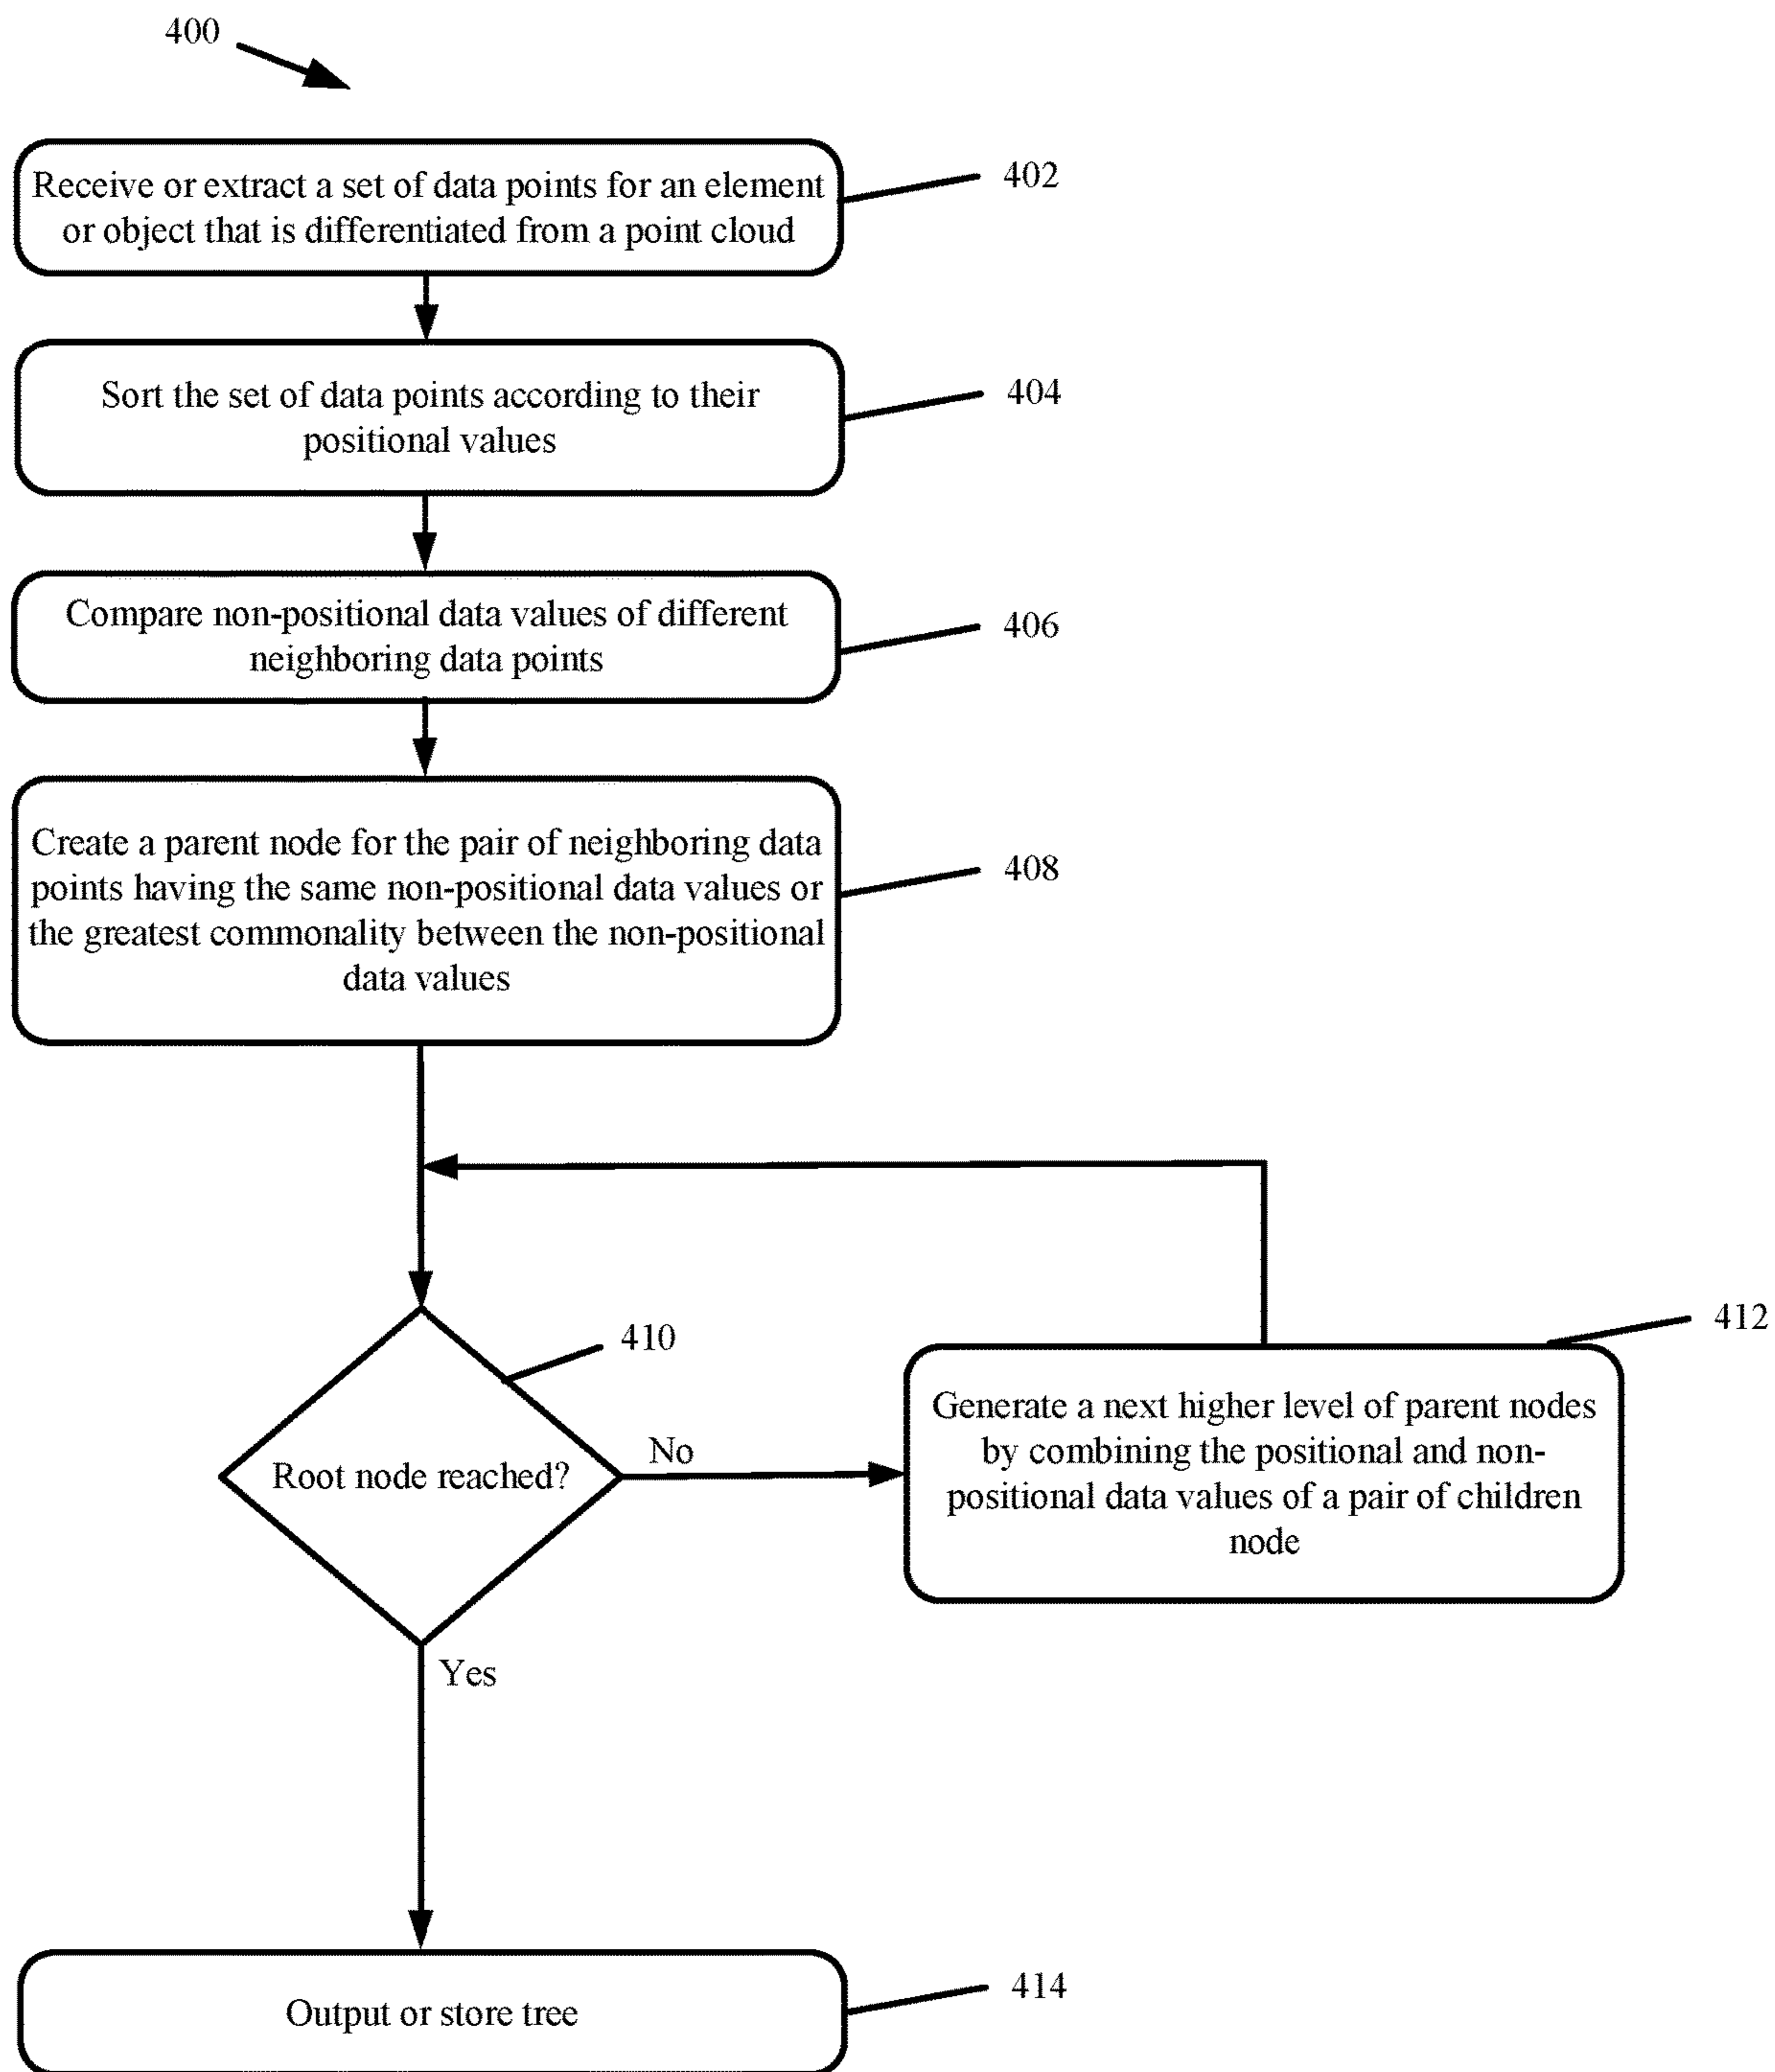 400
Receive or extract a set of data points for an element
or object that is differentiated from a point cloud
402
Sort the set of data points according to their
positional values
404
Compare non-positional data values of different
neighboring data points
406
Create a parent node for the pair of neighboring data
points having the same non-positional data values or
the greatest commonality between the non-positional
data values
408
410
Root node reached?
No
412
Generate a next higher level of parent nodes
by combining the positional and non-
positional data values of a pair of children
node
Yes
Output or store tree
414